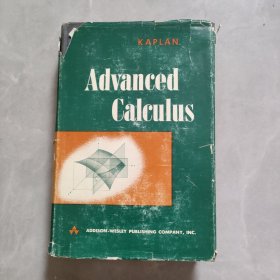 KAPLAN
Advanced
Calculus
ADDISON-WESLEY PUBLISHING COMPANY, INC.